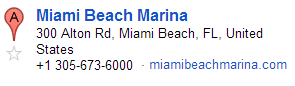 A
Miami Beach Marina
300 Alton Rd, Miami Beach, FL, United
States
+1 305-673-6000 · miamibeachmarina.com